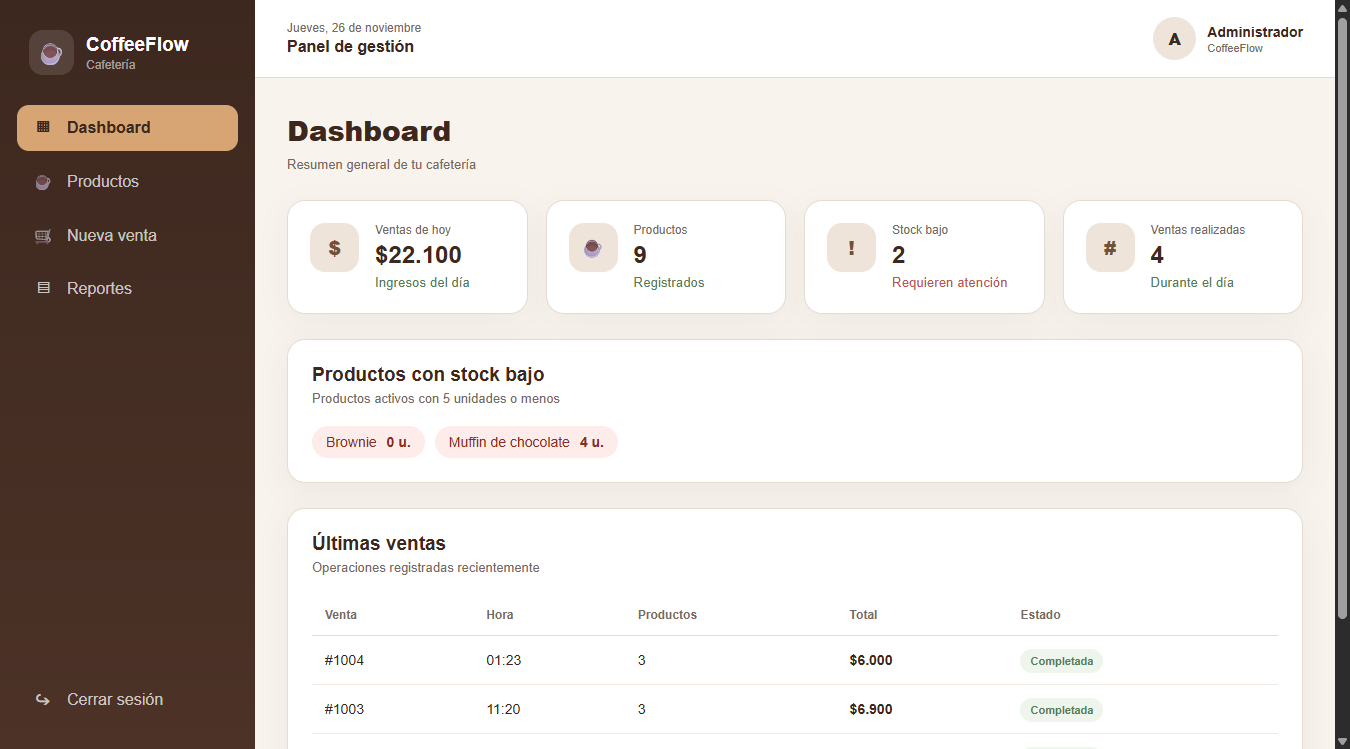 CoffeeFlow
Cafetería
Dashboard
Productos
Nueva venta
Reportes
Cerrar sesión
Jueves, 26 de noviembre
Panel de gestión
A
Administrador
CoffeeFlow
Dashboard
Resumen general de tu cafetería
$
Ventas de hoy
$22.100
Ingresos del día
Productos
9
Registrados
!
Stock bajo
2
Requieren atención
#
Ventas realizadas
4
Durante el día
Productos con stock bajo
Productos activos con 5 unidades o menos
Brownie 0 u.
Muffin de chocolate 4 u.
Últimas ventas
Operaciones registradas recientemente
Venta Hora Productos Total Estado
#1004 01:23 3 $6.000 Completada
#1003 11:20 3 $6.900 Completada